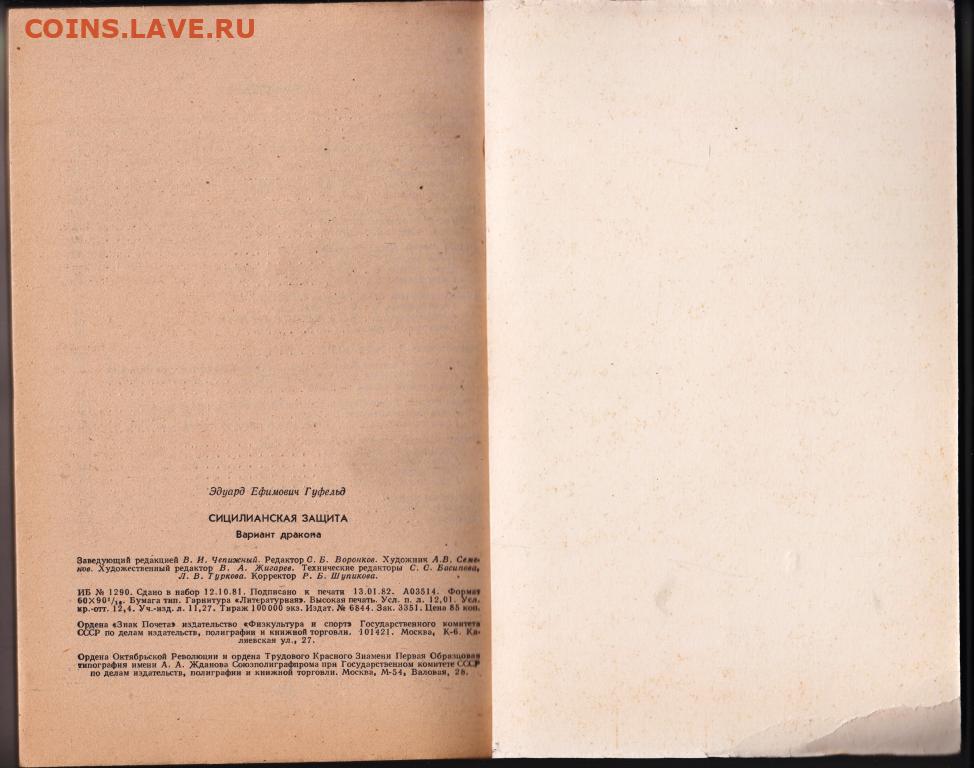 COINS.LAVE.RU
Эдуард Ефимович Гуфельд
СИЦИЛИАНСКАЯ ЗАЩИТА
Вариант дракона
Заведующий редакцией В. И. Чепижный. Редактор С. Б. Воронков. Художник А.В. Семе-
нов. Художественный редактор В. А. Жигарев. Технические редакторы С. С. Басипова,
Л. В. Туркова. Корректор Р. Б. Шупикова.
ИБ № 1290. Сдано в набор 12.10.81. Подписано к печати 13.01.82. А03514. Формат
60×90¹/₁₆. Бумага тип. Гарнитура «Литературная». Высокая печать. Усл. п. л. 12,01. Усл.
кр.-отт. 12,4. Уч.-изд. л. 11,27. Тираж 100 000 экз. Издат. № 6844. Зак. 3351. Цена 85 коп.
Ордена «Знак Почета» издательство «Физкультура и спорт» Государственного комитета
СССР по делам издательств, полиграфии и книжной торговли. 101421. Москва, К-6. Ка-
ляевская ул., 27.
Ордена Октябрьской Революции и ордена Трудового Красного Знамени Первая Образцовая
типография имени А. А. Жданова Союзполиграфпрома при Государственном комитете СССР
по делам издательств, полиграфии и книжной торговли. Москва, М-54, Валовая, 28.